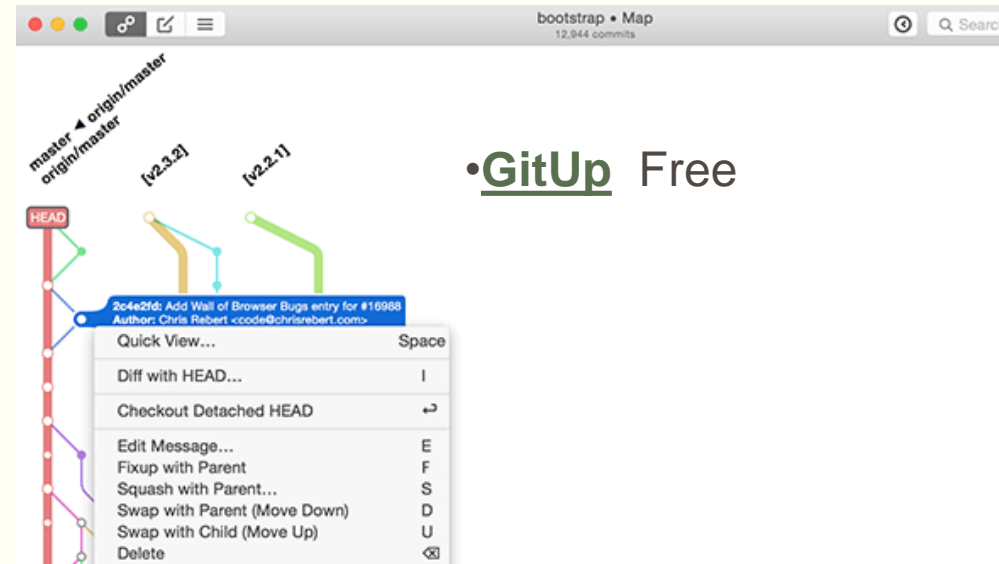 bootstrap • Map
12,944 commits
Search
master ◀ origin/master
origin/master
[v2.3.2]
[v2.2.1]
•GitUp Free
HEAD
2c4e2fd: Add Wall of Browser Bugs entry for #16988
Author: Chris Rebert <code@chrisrebert.com>
Quick View... Space
Diff with HEAD... I
Checkout Detached HEAD ↩
Edit Message... E
Fixup with Parent F
Squash with Parent... S
Swap with Parent (Move Down) D
Swap with Child (Move Up) U
Delete ⌫